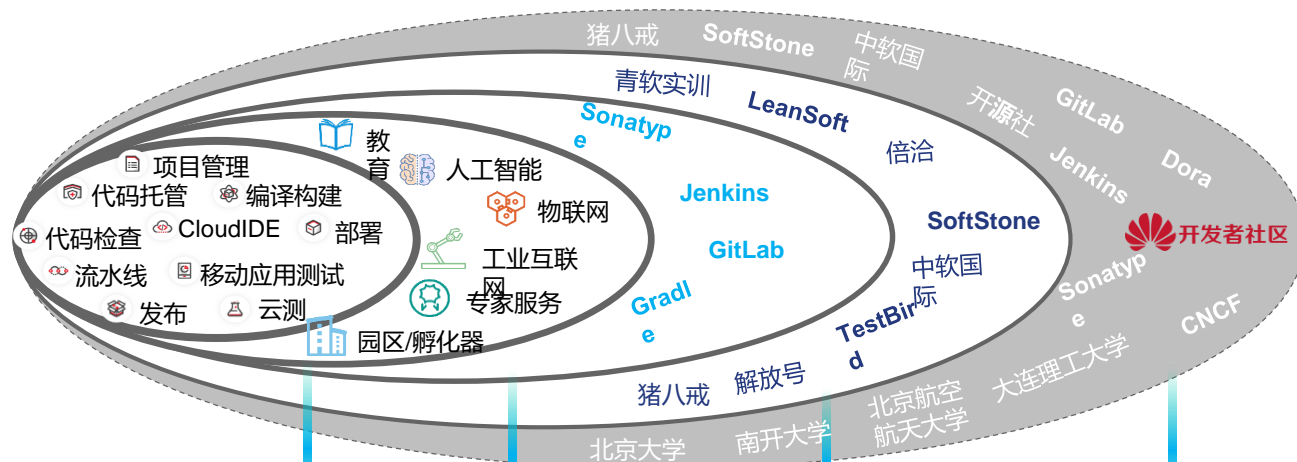 猪八戒
SoftStone
中软国
际
青软实训
LeanSoft
开源社
GitLab
Sonatyp
e
倍洽
Jenkins
Dora
教
育
人工智能
项目管理
代码托管
编译构建
Jenkins
物联网
代码检查
CloudIDE
部署
SoftStone
开发者社区
GitLab
工业互联
网
流水线
移动应用测试
中软国
际
Sonatyp
e
专家服务
发布
云测
Gradl
e
TestBir
d
CNCF
园区/孵化器
猪八戒
解放号
大连理工大学
北京航空
航天大学
北京大学
南开大学